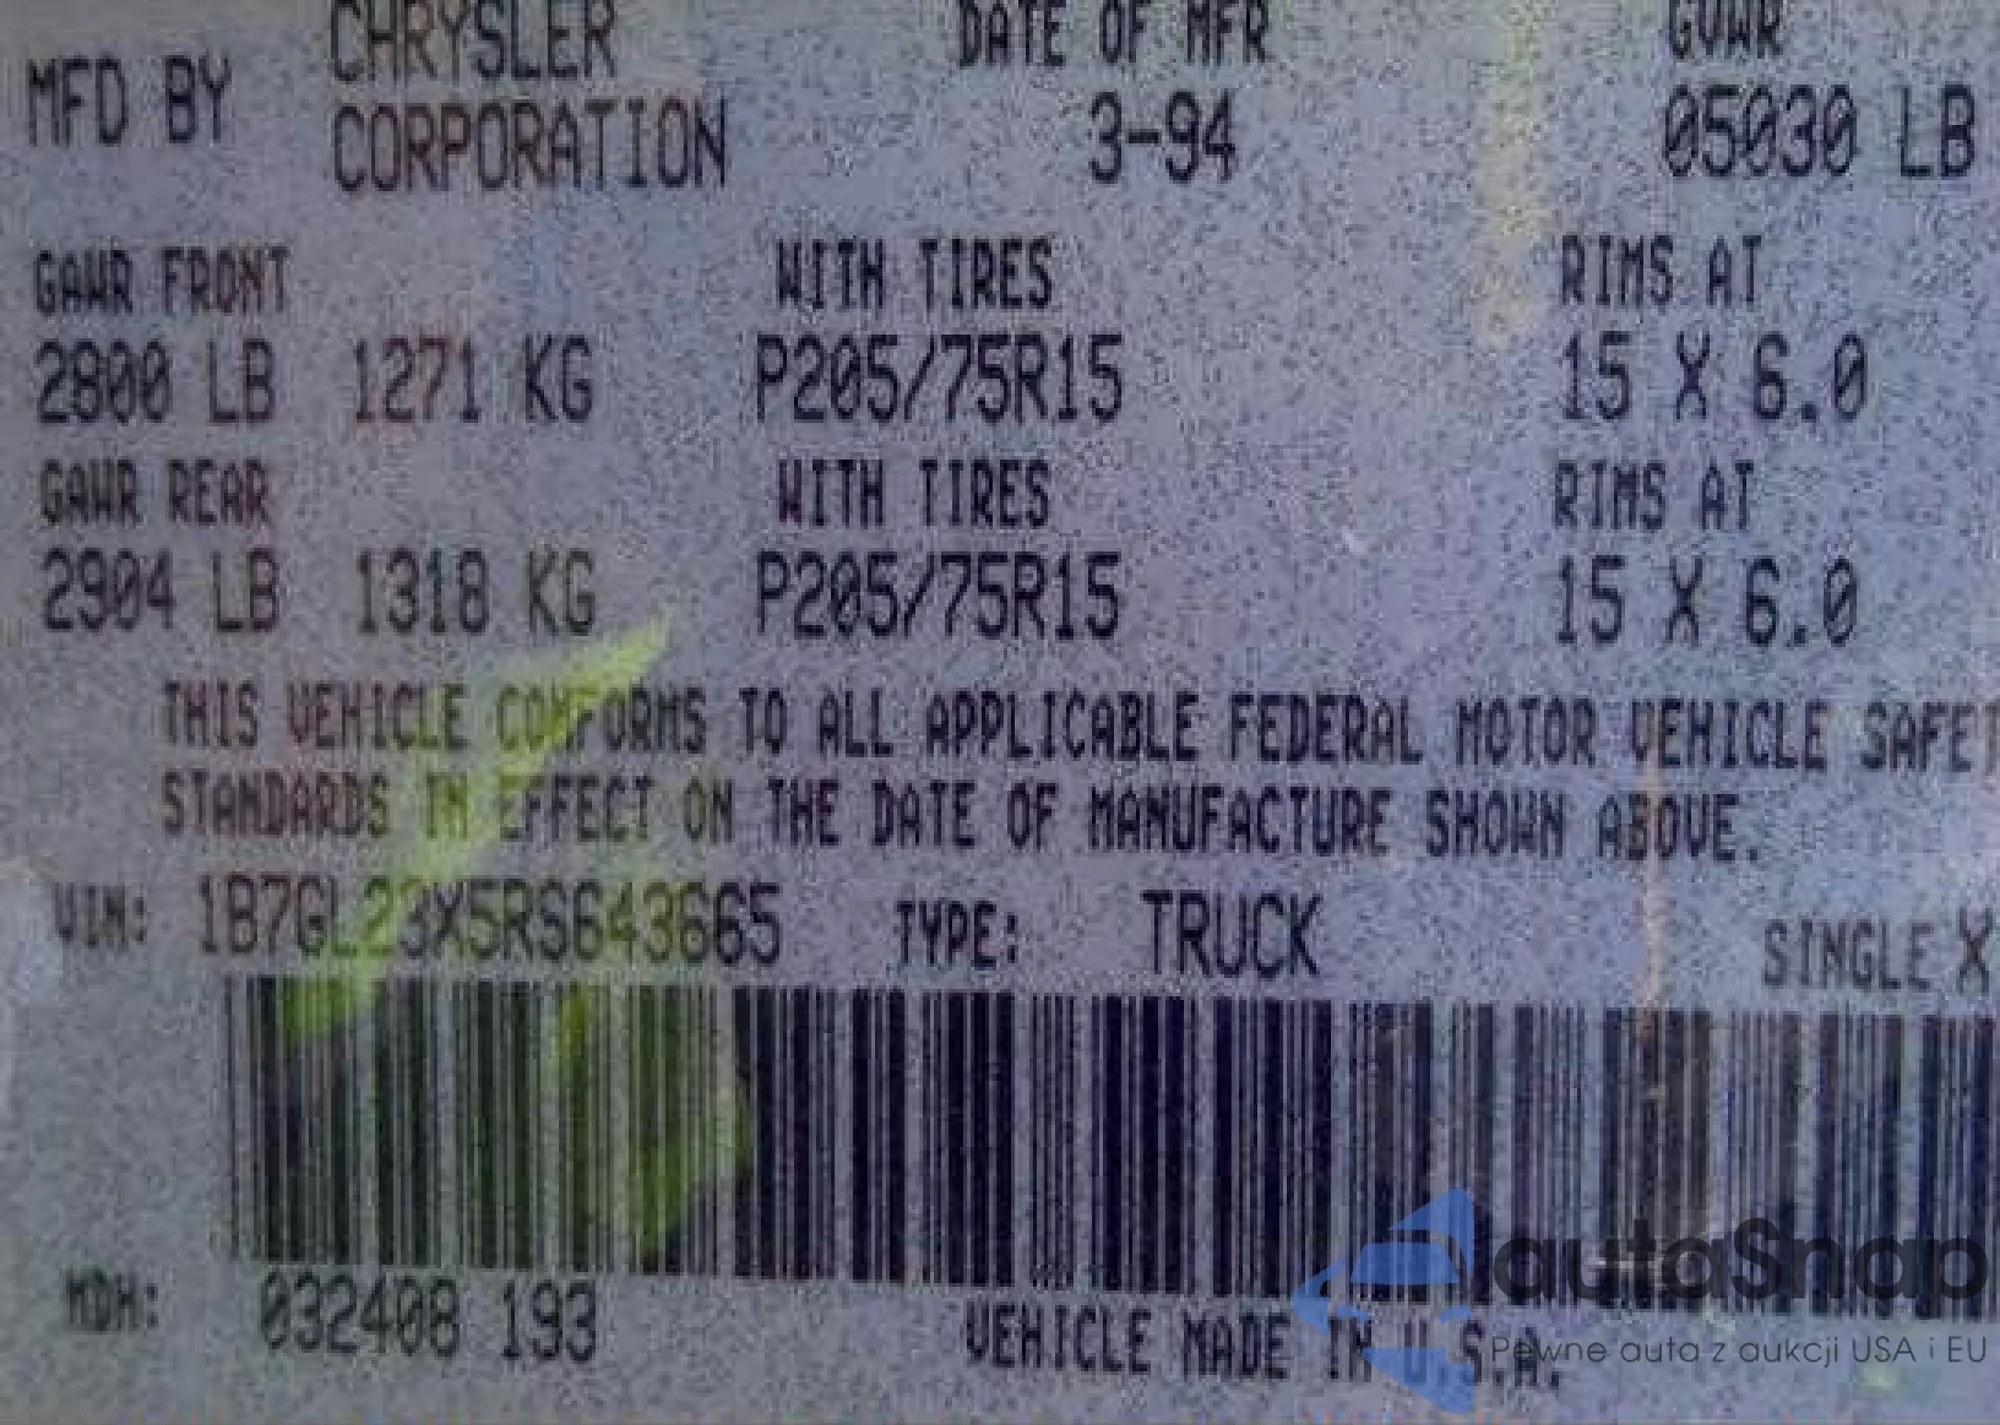 MFD BY CHRYSLER CORPORATION DATE OF MFR 3-94 GVWR 05030 LB
GAWR FRONT WITH TIRES RIMS AT
2800 LB 1271 KG P205/75R15 15 X 6.0
GAWR REAR WITH TIRES RIMS AT
2904 LB 1318 KG P205/75R15 15 X 6.0
THIS VEHICLE CONFORMS TO ALL APPLICABLE FEDERAL MOTOR VEHICLE SAFET
STANDARDS IN EFFECT ON THE DATE OF MANUFACTURE SHOWN ABOVE.
VIN: 1B7GL23X5RS643665 TYPE: TRUCK SINGLE X
MDH: 032408 193
VEHICLE MADE IN U.S.A.
autaSnap
Pewne auta z aukcji USA i EU